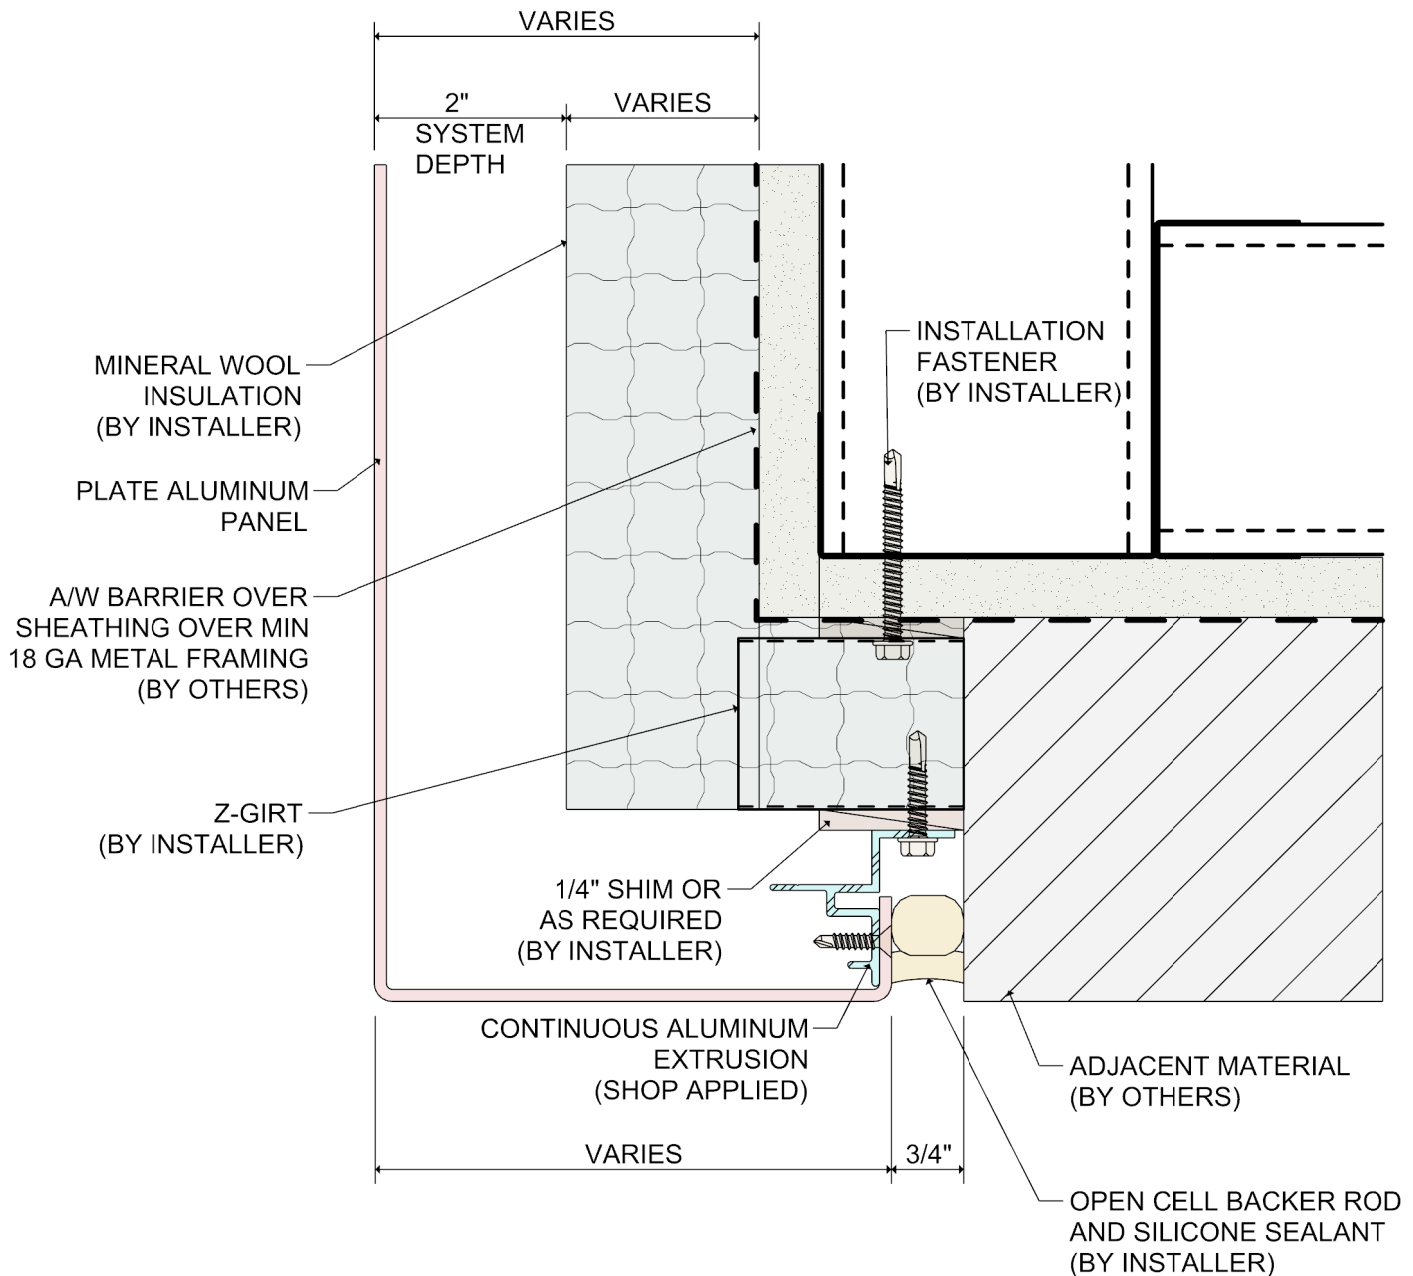 VARIES
2"
SYSTEM
DEPTH
VARIES
INSTALLATION
FASTENER
(BY INSTALLER)
MINERAL WOOL
INSULATION
(BY INSTALLER)
PLATE ALUMINUM
PANEL
A/W BARRIER OVER
SHEATHING OVER MIN
18 GA METAL FRAMING
(BY OTHERS)
Z-GIRT
(BY INSTALLER)
1/4" SHIM OR
AS REQUIRED
(BY INSTALLER)
CONTINUOUS ALUMINUM
EXTRUSION
(SHOP APPLIED)
ADJACENT MATERIAL
(BY OTHERS)
VARIES
3/4"
OPEN CELL BACKER ROD
AND SILICONE SEALANT
(BY INSTALLER)